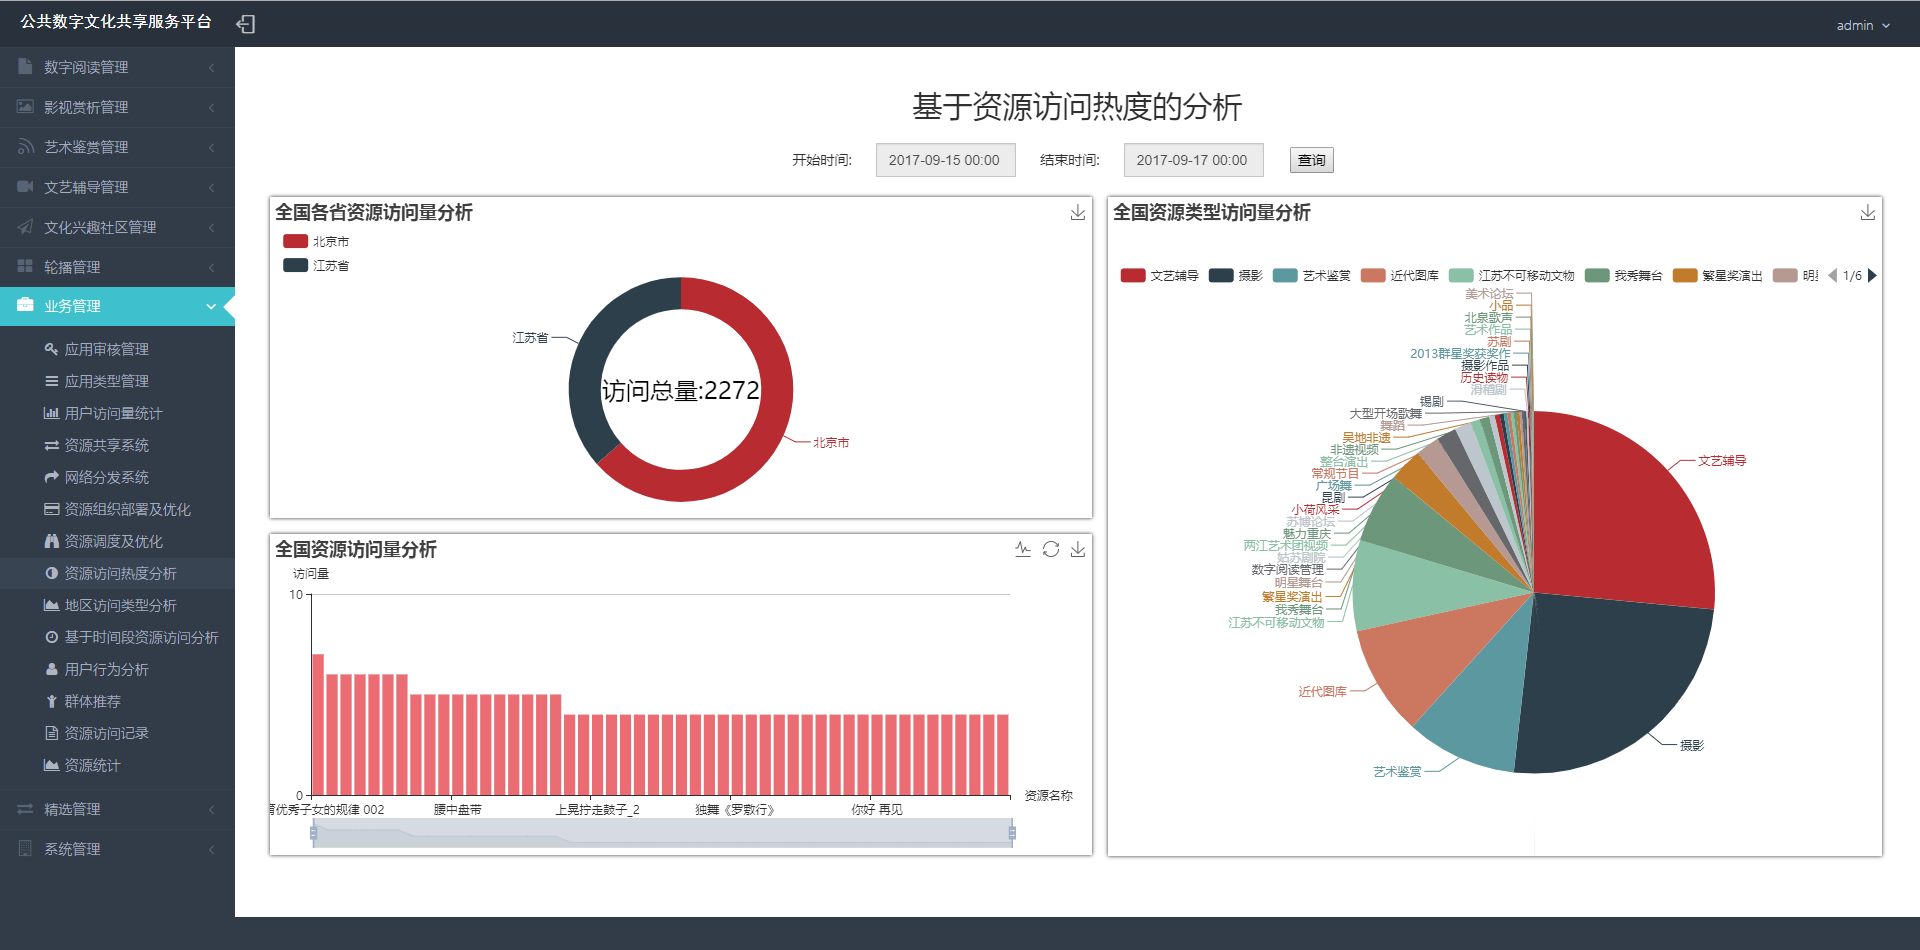 公共数字文化共享服务平台
admin
数字阅读管理
影视赏析管理
艺术鉴赏管理
文艺辅导管理
文化兴趣社区管理
轮播管理
业务管理
应用审核管理
应用类型管理
用户访问量统计
资源共享系统
网络分发系统
资源组织部署及优化
资源调度及优化
资源访问热度分析
地区访问类型分析
基于时间段资源访问分析
用户行为分析
群体推荐
资源访问记录
资源统计
精选管理
系统管理
基于资源访问热度的分析
开始时间: 2017-09-15 00:00 结束时间: 2017-09-17 00:00 查询
全国各省资源访问量分析
北京市
江苏省
江苏省
访问总量:2272
北京市
全国资源访问量分析
访问量
10
0
优秀子女的规律 002 腰中盘带 上晃拧走鼓子_2 独舞《罗敷行》 你好 再见
资源名称
全国资源类型访问量分析
文艺辅导 摄影 艺术鉴赏 近代图库 江苏不可移动文物 我秀舞台 繁星奖演出 明 1/6
美术论坛
小品
北泉歌声
艺术作品
苏剧
2013群星奖获奖作
摄影作品
历史读物
滑稽剧
锡剧
大型开场歌舞
舞蹈
吴地非遗
非遗视频
整台演出
常规节目
广场舞
昆剧
小荷风采
苏博论坛
魅力重庆
两江艺术团视频
姑苏剧院
数字阅读管理
明星舞台
繁星奖演出
我秀舞台
江苏不可移动文物
近代图库
艺术鉴赏
摄影
文艺辅导